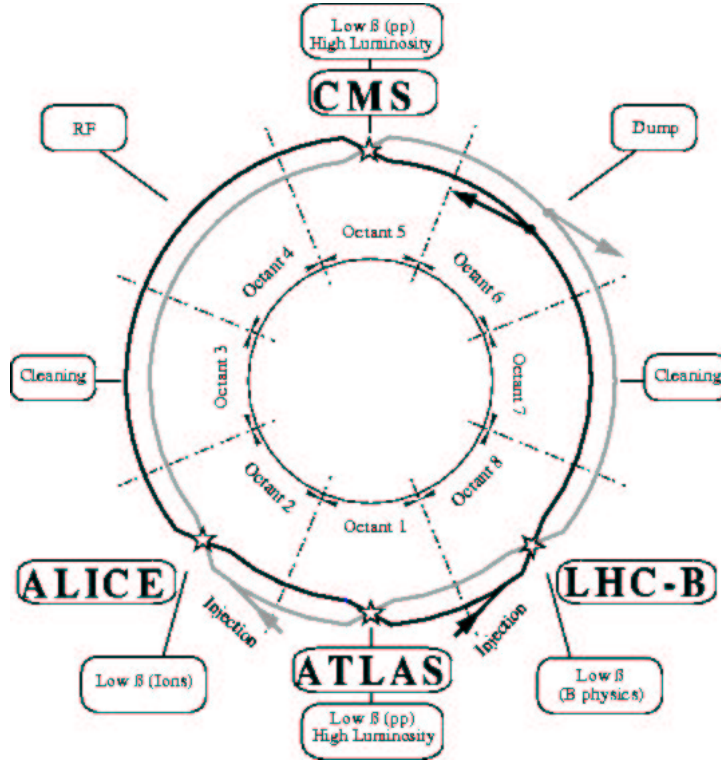 Low ß (pp)
High Luminosity
CMS
RF
Dump
Octant 5
Octant 4
Octant 6
Cleaning
Octant 3
Octant 7
Cleaning
Octant 2
Octant 8
Octant 1
ALICE
LHC-B
Injection
Injection
ATLAS
Low ß (Ions)
Low ß
(B physics)
Low ß (pp)
High Luminosity